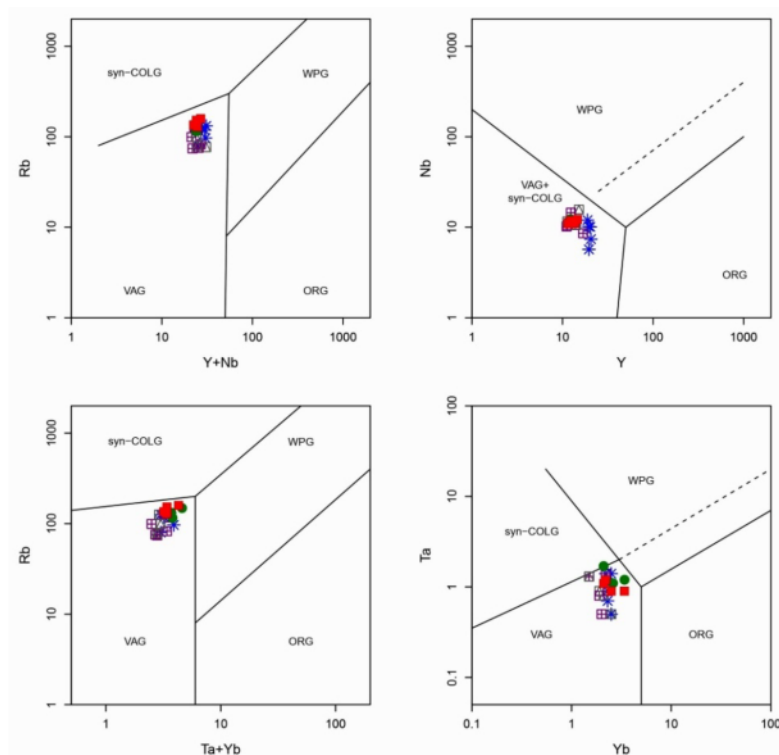 1000
100
10
1
Rb
syn−COLG
WPG
VAG
ORG
1
10
100
1000
Y+Nb
1000
100
10
1
Nb
WPG
VAG+
syn−COLG
ORG
1
10
100
1000
Y
1000
100
10
1
Rb
syn−COLG
WPG
VAG
ORG
1
10
100
Ta+Yb
100
10
1
0.1
Ta
WPG
syn−COLG
VAG
ORG
0.1
1
10
100
Yb